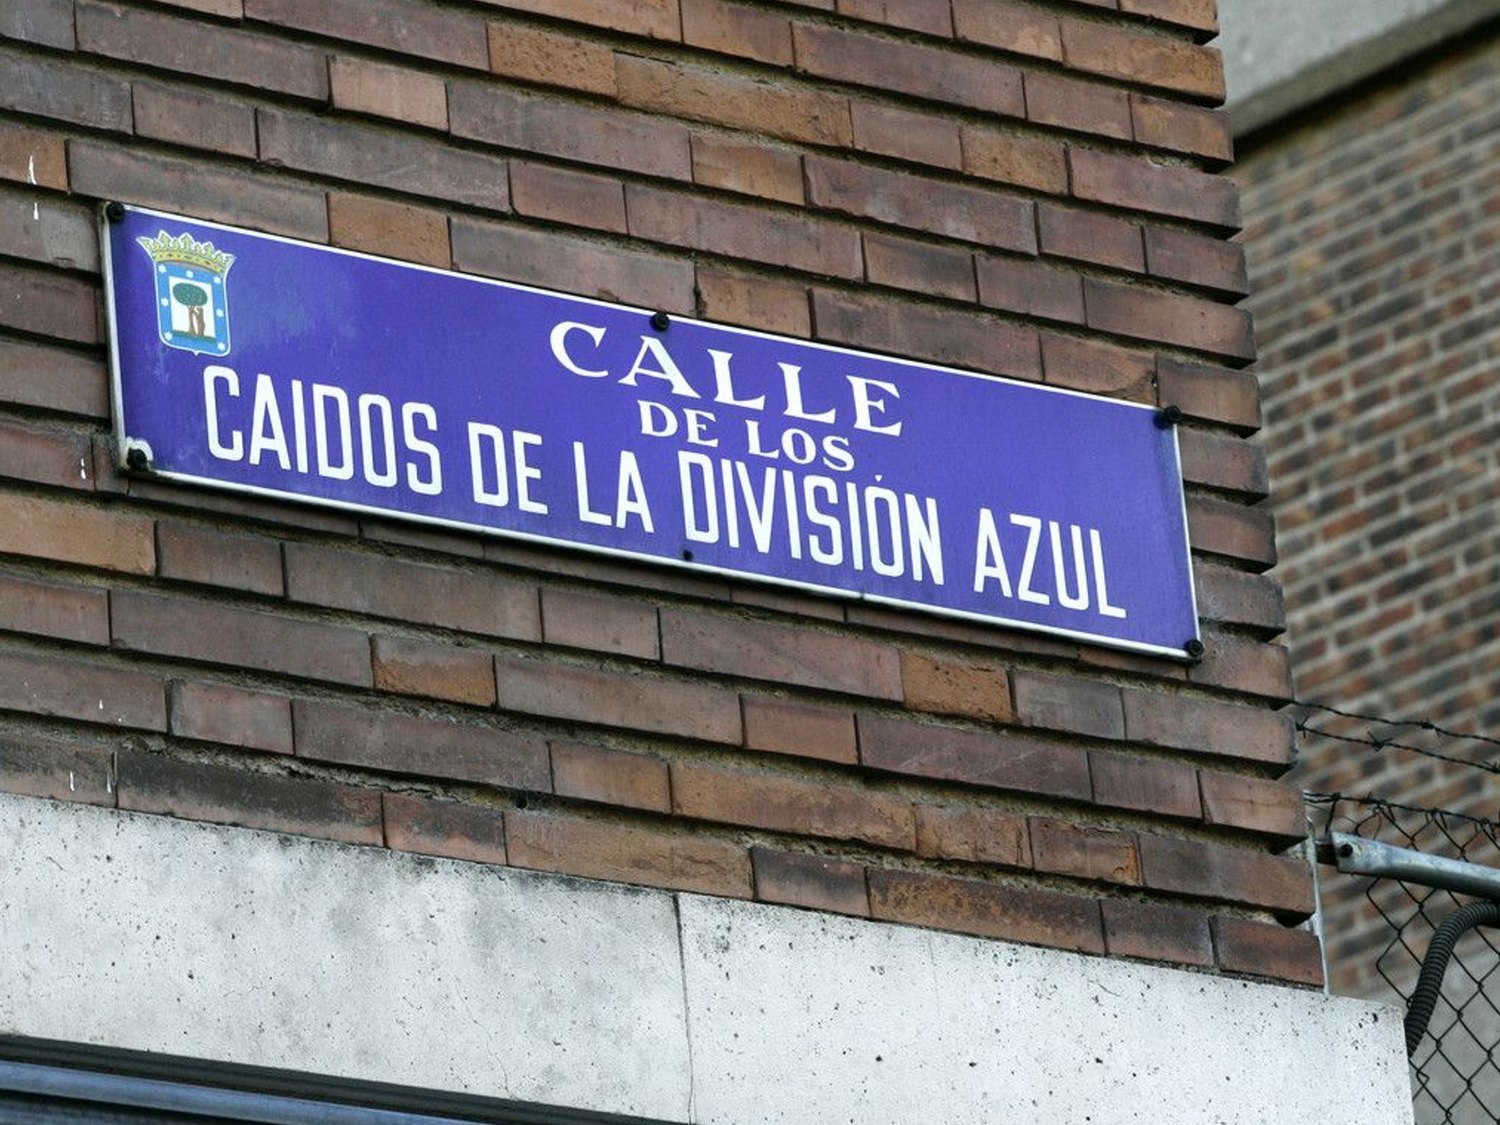 CALLE
DE LOS
CAIDOS DE LA DIVISIÓN AZUL